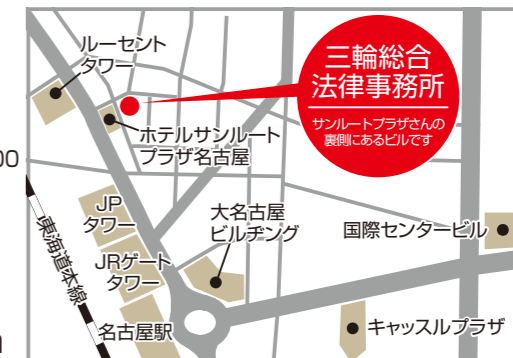 ルーセント
タワー
三輪総合
法律事務所
サンルートプラザさんの
裏側にあるビルです
ホテルサンルート
プラザ名古屋
00
JP
タワー
大名古屋
ビルヂング
国際センタービル
東海道本線
JRゲート
タワー
名古屋駅
キャッスルプラザ